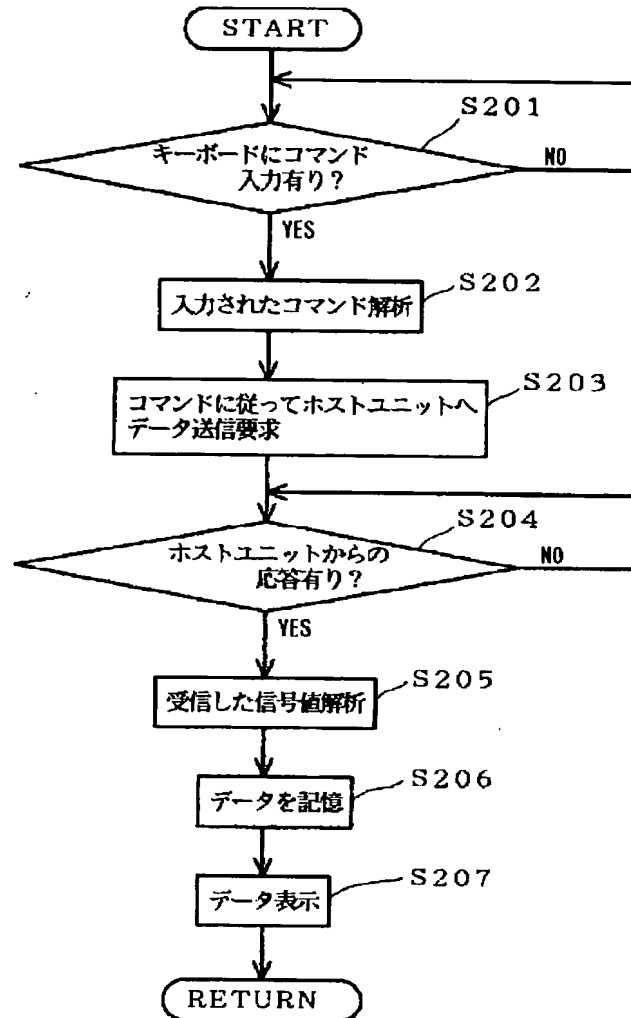 START
S201
キーボードにコマンド
入力有り？
NO
YES
S202
入力されたコマンド解析
S203
コマンドに従ってホストユニットへ
データ送信要求
S204
ホストユニットからの
応答有り？
NO
YES
S205
受信した信号値解析
S206
データを記憶
S207
データ表示
RETURN